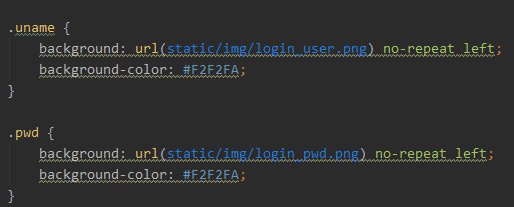 .uname {
background: url(static/img/login_user.png) no-repeat left;
background-color: #F2F2FA;
}
.pwd {
background: url(static/img/login_pwd.png) no-repeat left;
background-color: #F2F2FA;
}